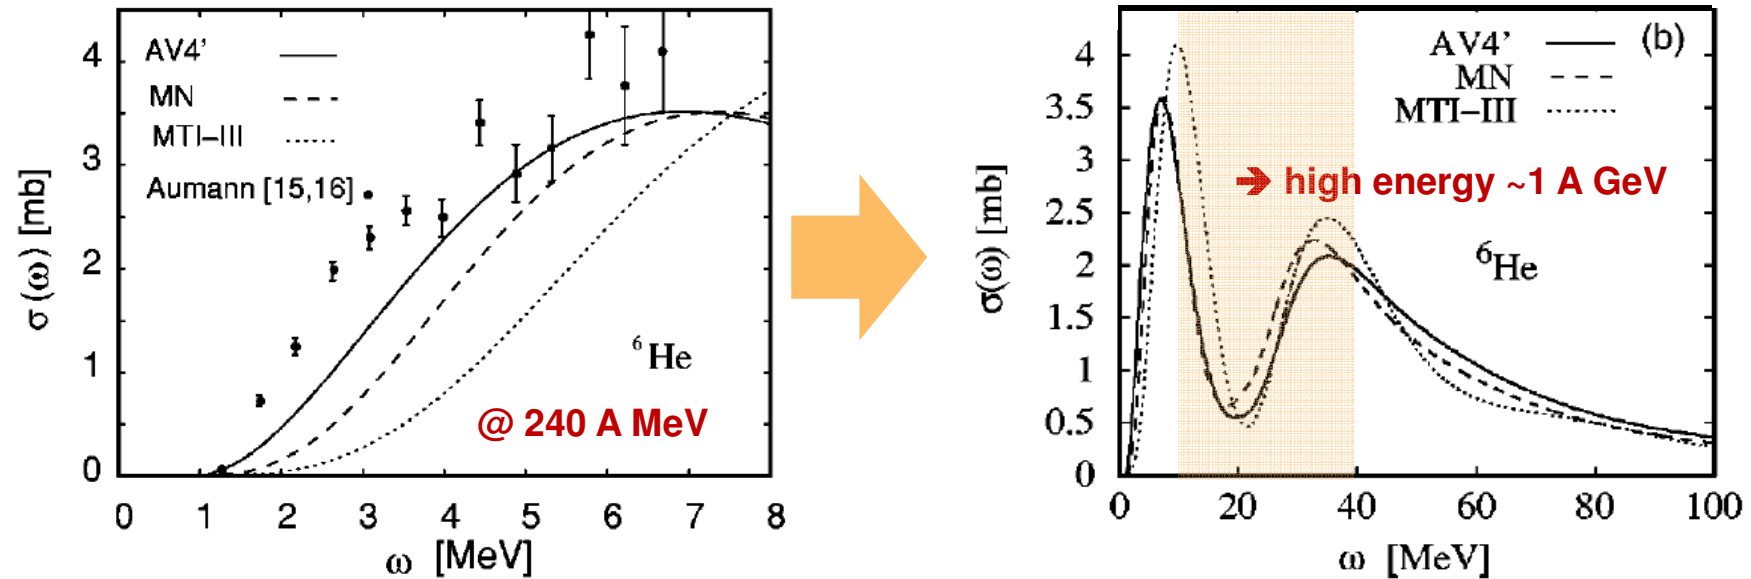 AV4'
MN
MTI–III
Aumann [15,16]
σ (ω) [mb]
4
3
2
1
0
⁶He
@ 240 A MeV
0 1 2 3 4 5 6 7 8
ω [MeV]
(b)
AV4'
MN
MTI–III
➔ high energy ~1 A GeV
σ(ω) [mb]
4
3.5
3
2.5
2
1.5
1
0.5
0
⁶He
0 20 40 60 80 100
ω [MeV]